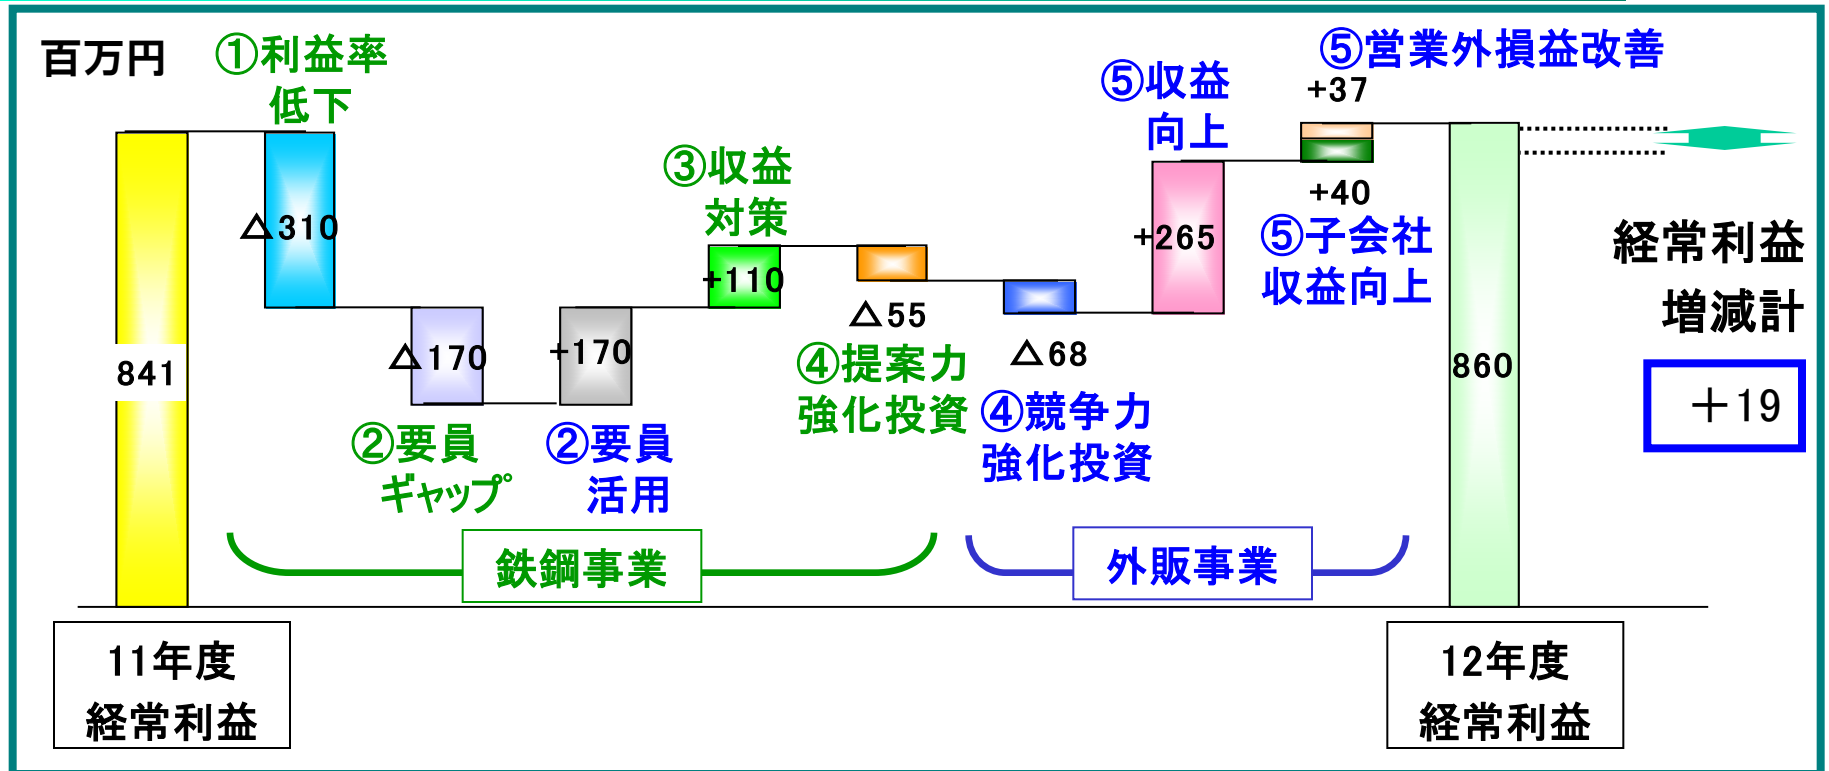 百万円
①利益率
低下
⑤営業外損益改善
+37
⑤収益
向上
③収益
対策
+40
⑤子会社
収益向上
△310
+110
+265
経常利益
増減計
+19
△55
△68
841
△170
+170
860
④提案力
強化投資
④競争力
強化投資
②要員
ギャップ
②要員
活用
鉄鋼事業
外販事業
11年度
経常利益
12年度
経常利益